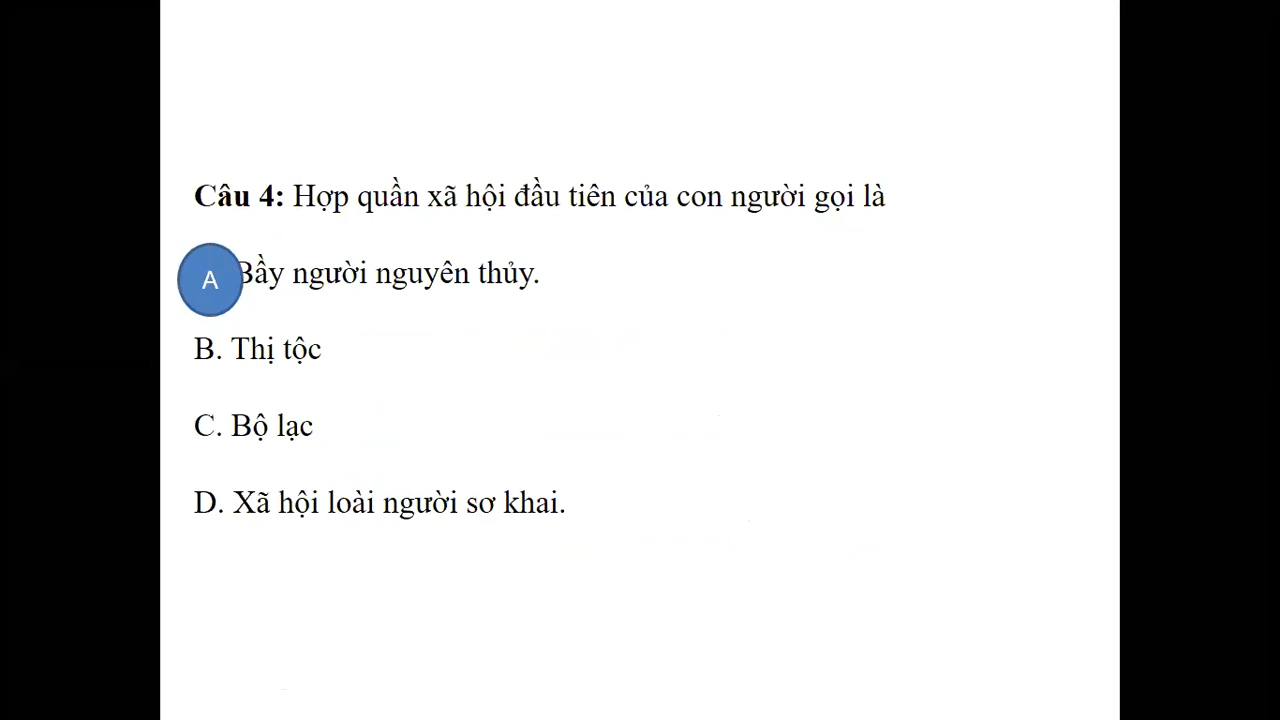 Câu 4: Hợp quần xã hội đầu tiên của con người gọi là
A Bầy người nguyên thủy.
B. Thị tộc
C. Bộ lạc
D. Xã hội loài người sơ khai.